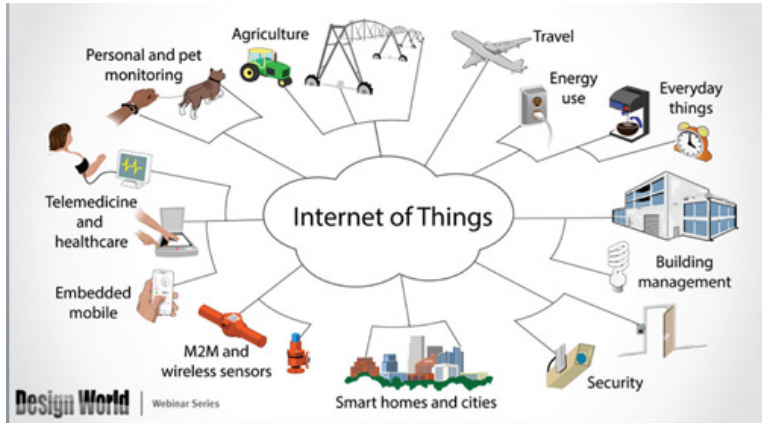 Agriculture
Travel
Personal and pet
monitoring
Energy
use
Everyday
things
Telemedicine
and
healthcare
Internet of Things
Building
management
Embedded
mobile
M2M and
wireless sensors
Smart homes and cities
Security
Design World
Webinar Series